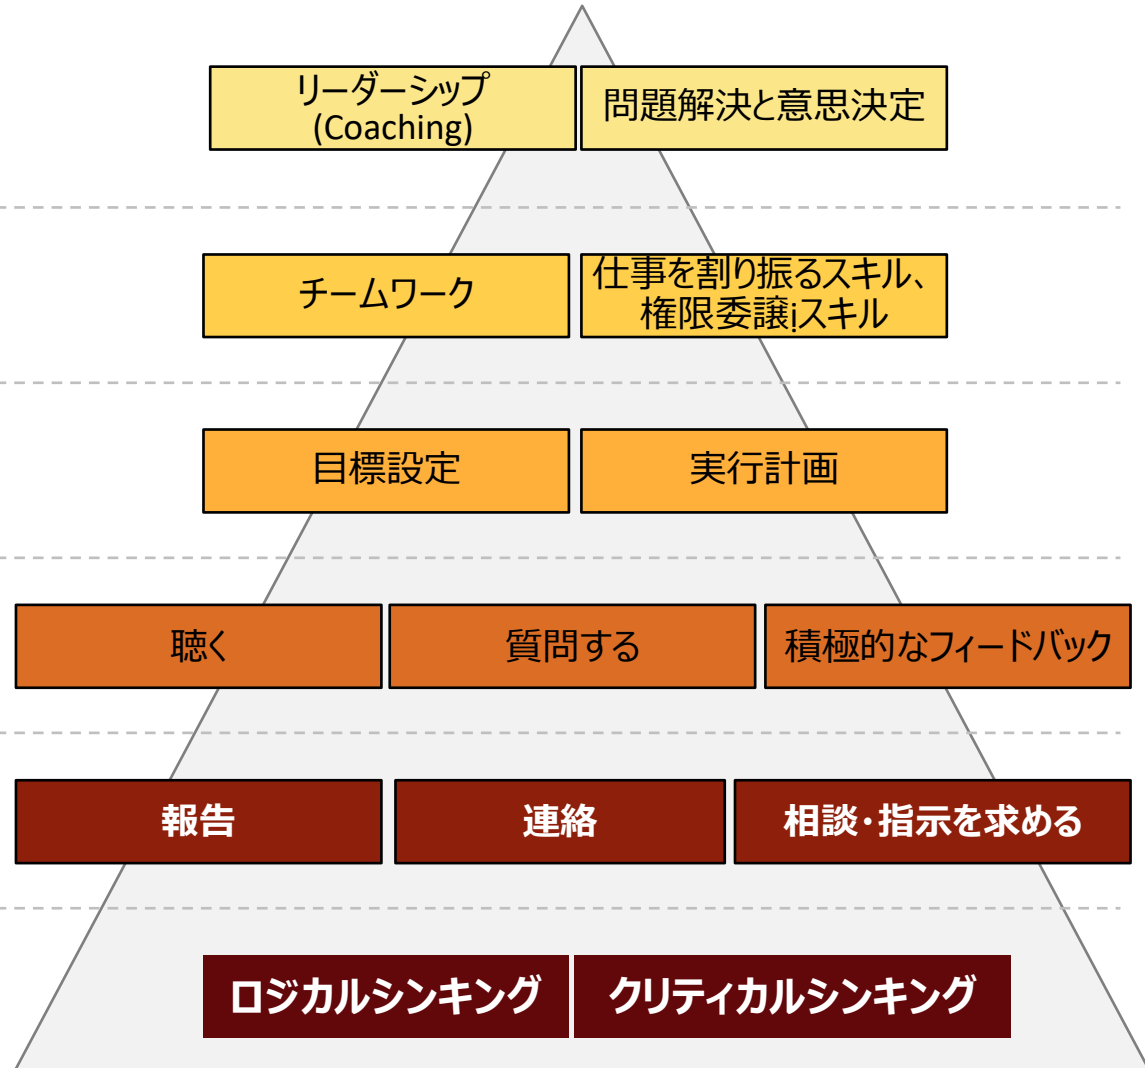 リーダーシップ
(Coaching)
問題解決と意思決定
チームワーク
仕事を割り振るスキル、
権限委譲jスキル
目標設定
実行計画
聴く
質問する
積極的なフィードバック
報告
連絡
相談・指示を求める
ロジカルシンキング
クリティカルシンキング